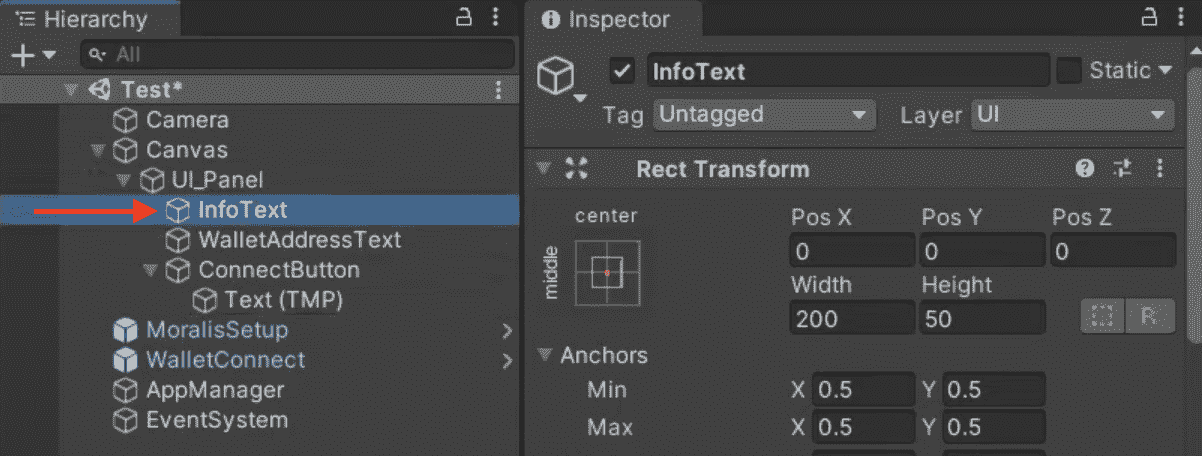 Hierarchy
All
Test*
Camera
Canvas
UI_Panel
InfoText
WalletAddressText
ConnectButton
Text (TMP)
MoralisSetup
WalletConnect
AppManager
EventSystem
Inspector
InfoText
Static
Tag Untagged Layer UI
Rect Transform
center Pos X Pos Y Pos Z
middle 0 0 0
Width Height
200 50 R
Anchors
Min X 0.5 Y 0.5
Max X 0.5 Y 0.5